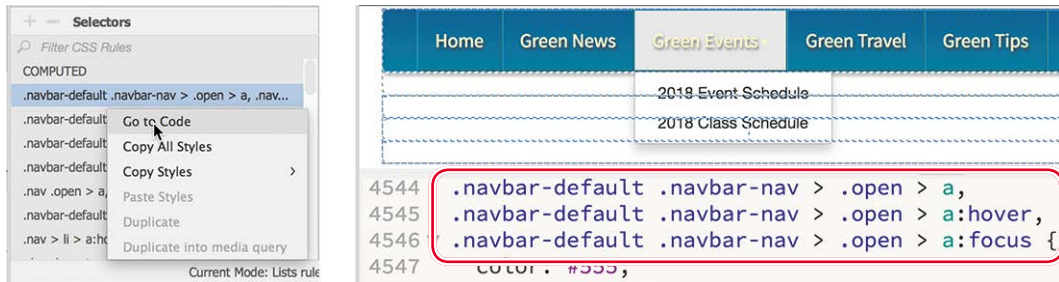 Selectors
Filter CSS Rules
COMPUTED
.navbar-default .navbar-nav > .open > a, .nav...
.navbar-default
.navbar-default
.navbar-default
.nav .open > a,
.navbar-default
.nav > li > a:ho
Go to Code
Copy All Styles
Copy Styles >
Paste Styles
Duplicate
Duplicate into media query
Current Mode: Lists rule
Home Green News Green Events Green Travel Green Tips
2018 Event Schedule
2018 Class Schedule
4544 .navbar-default .navbar-nav > .open > a,
4545 .navbar-default .navbar-nav > .open > a:hover,
4546 .navbar-default .navbar-nav > .open > a:focus {
4547 color: #555;